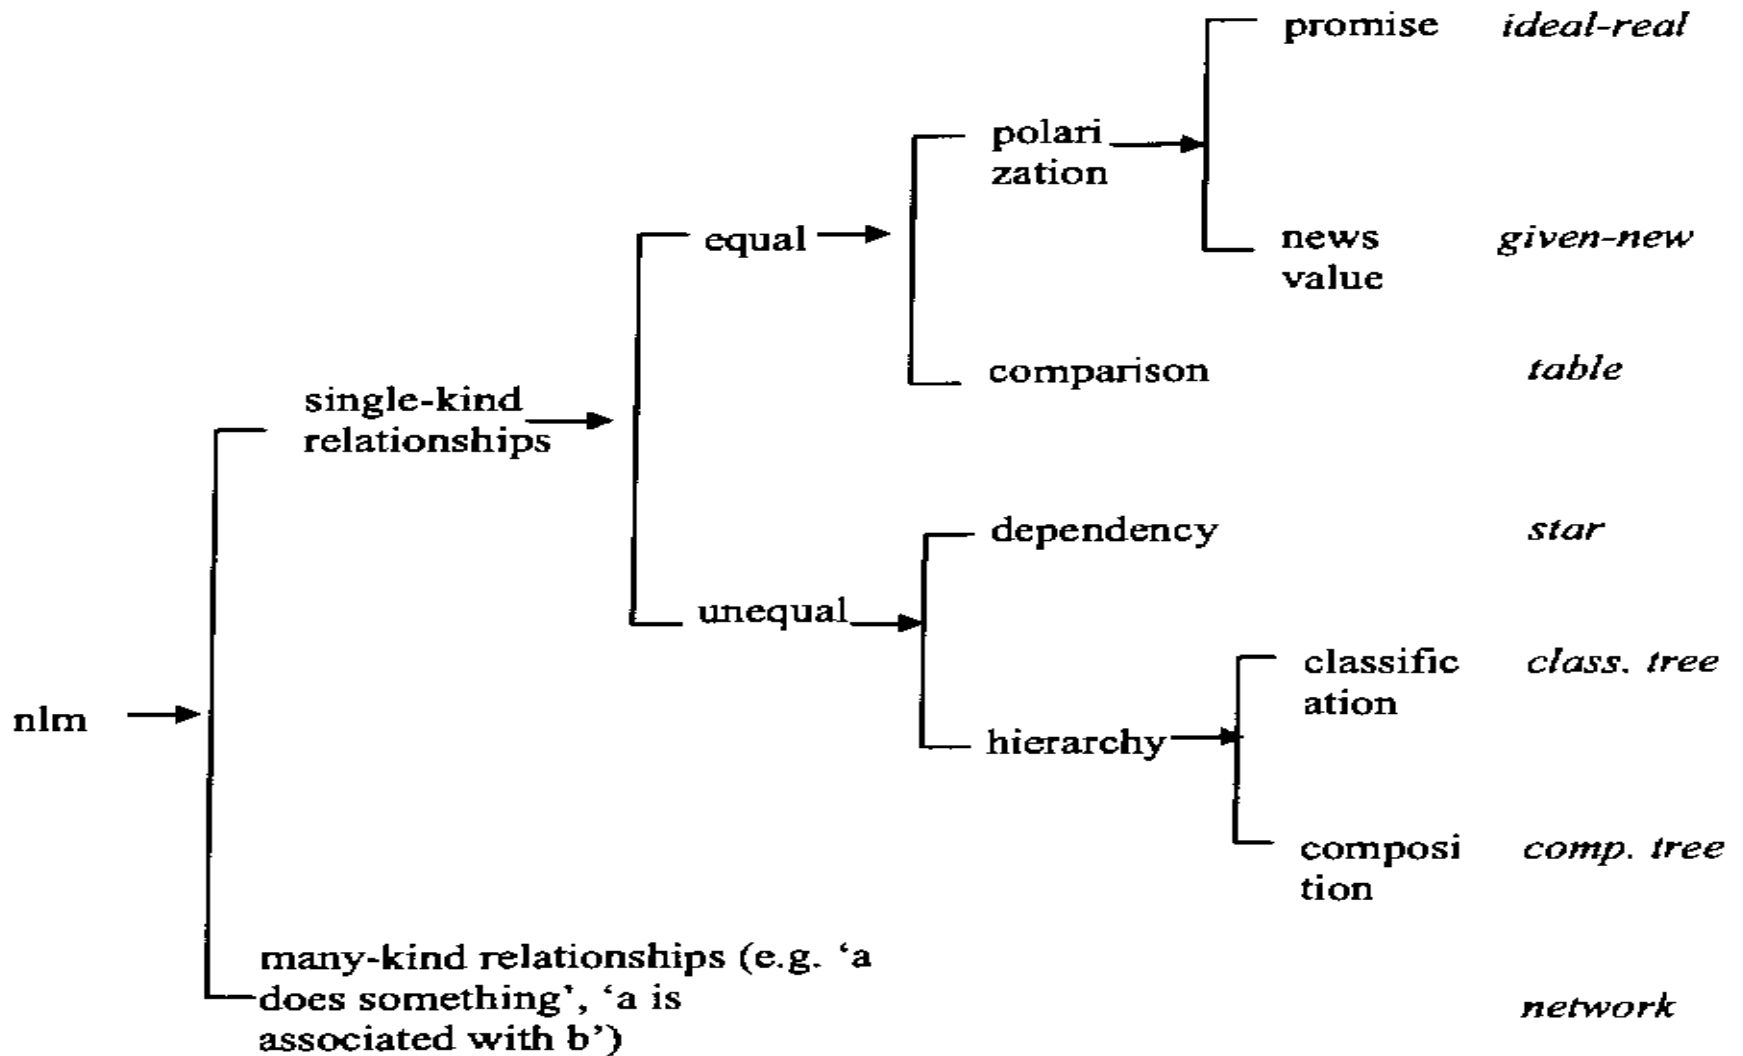 promise ideal-real
polari
zation
news
value
given-new
equal
comparison table
single-kind
relationships
dependency star
unequal
classific
ation
class. tree
nlm
hierarchy
composi
tion
comp. tree
many-kind relationships (e.g. ‘a
does something’, ‘a is
associated with b’)
network